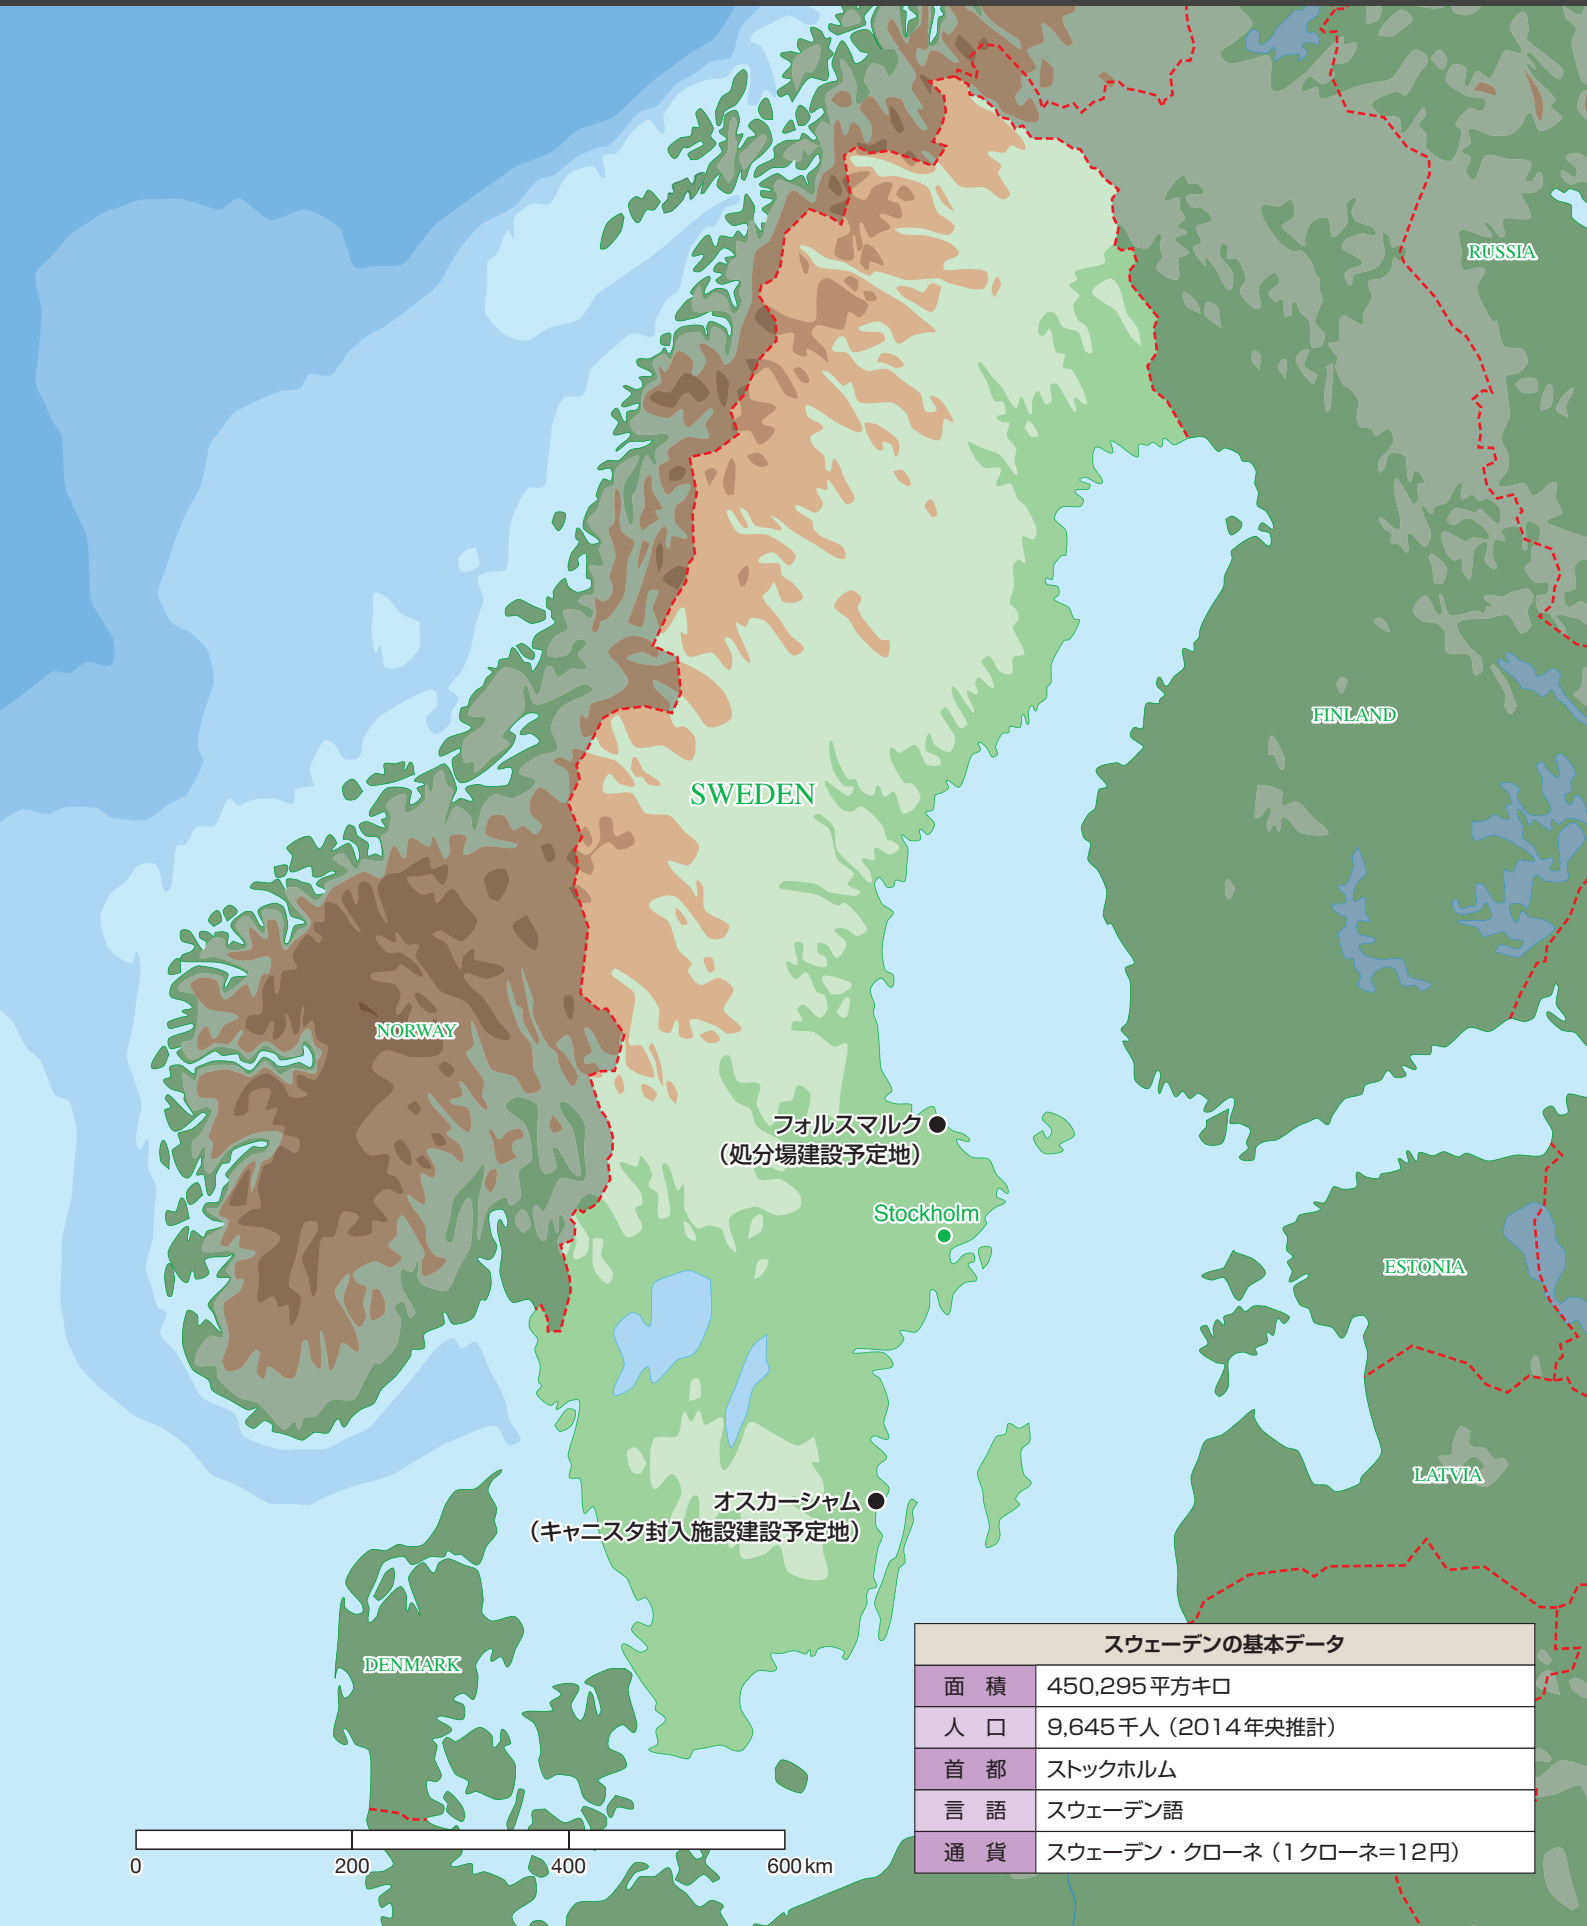 RUSSIA
FINLAND
SWEDEN
NORWAY
フォルスマルク
（処分場建設予定地）
Stockholm
ESTONIA
LATVIA
オスカーシャム
（キャニスタ封入施設建設予定地）
DENMARK
スウェーデンの基本データ
面　積 450,295平方キロ
人　口 9,645千人（2014年央推計）
首　都 ストックホルム
言　語 スウェーデン語
通　貨 スウェーデン・クローネ（1クローネ=12円）
0 200 400 600km